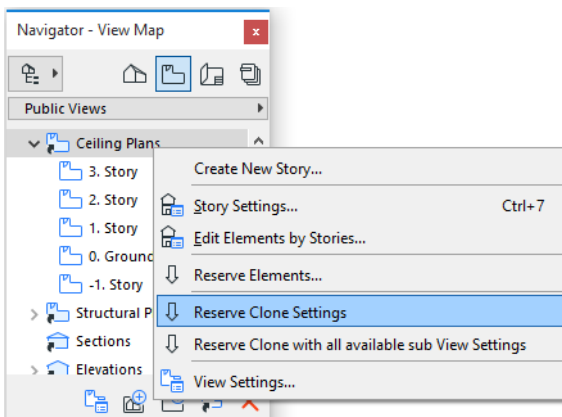 Navigator - View Map
Public Views
Ceiling Plans
3. Story
2. Story
1. Story
0. Ground
-1. Story
Structural P
Sections
Elevations
Create New Story...
Story Settings... Ctrl+7
Edit Elements by Stories...
Reserve Elements...
Reserve Clone Settings
Reserve Clone with all available sub View Settings
View Settings...